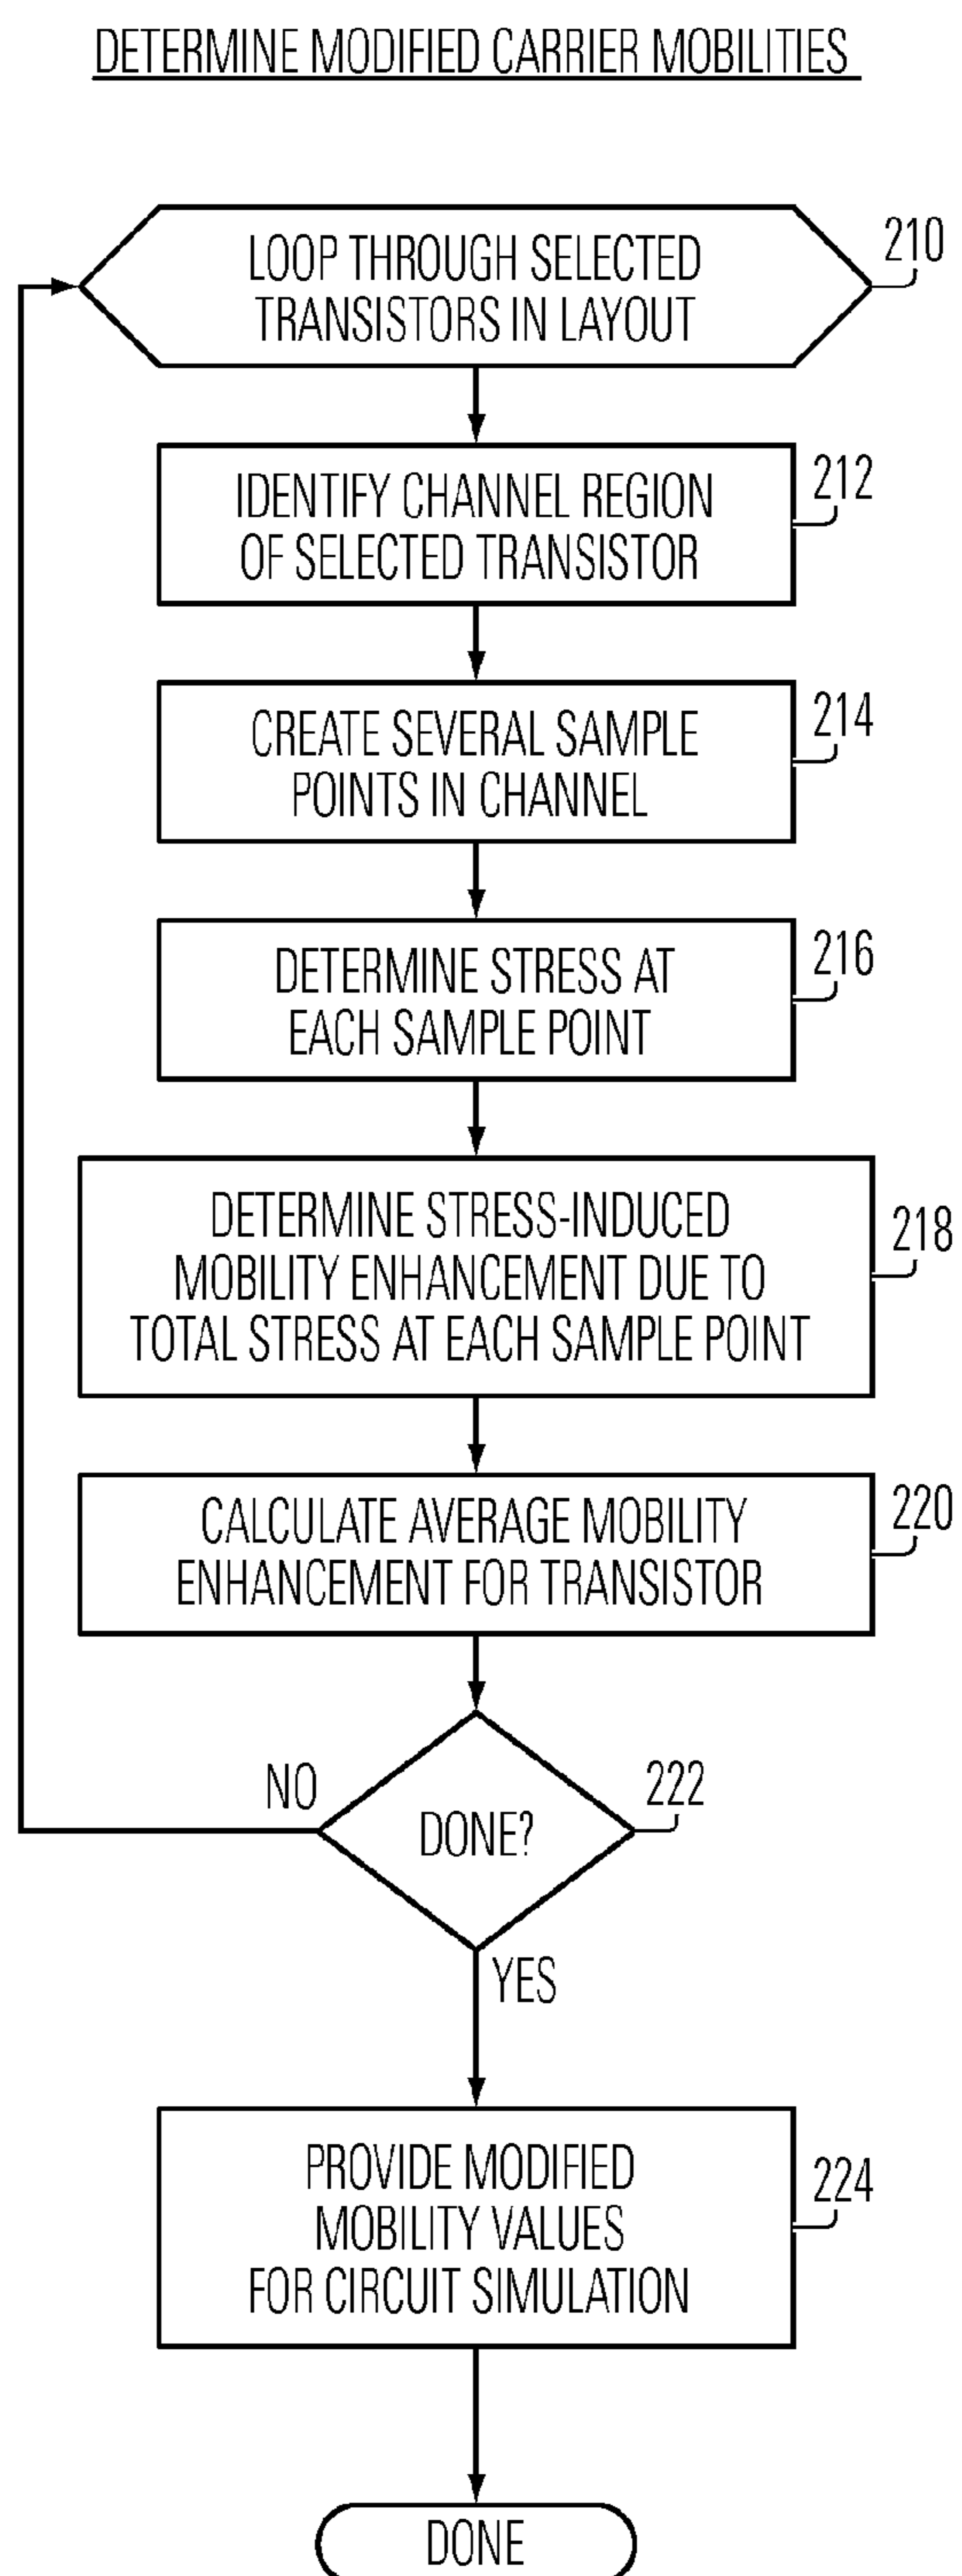 DETERMINE MODIFIED CARRIER MOBILITIES
LOOP THROUGH SELECTED
TRANSISTORS IN LAYOUT
210
IDENTIFY CHANNEL REGION
OF SELECTED TRANSISTOR
212
CREATE SEVERAL SAMPLE
POINTS IN CHANNEL
214
DETERMINE STRESS AT
EACH SAMPLE POINT
216
DETERMINE STRESS-INDUCED
MOBILITY ENHANCEMENT DUE TO
TOTAL STRESS AT EACH SAMPLE POINT
218
CALCULATE AVERAGE MOBILITY
ENHANCEMENT FOR TRANSISTOR
220
NO
DONE?
222
YES
PROVIDE MODIFIED
MOBILITY VALUES
FOR CIRCUIT SIMULATION
224
DONE